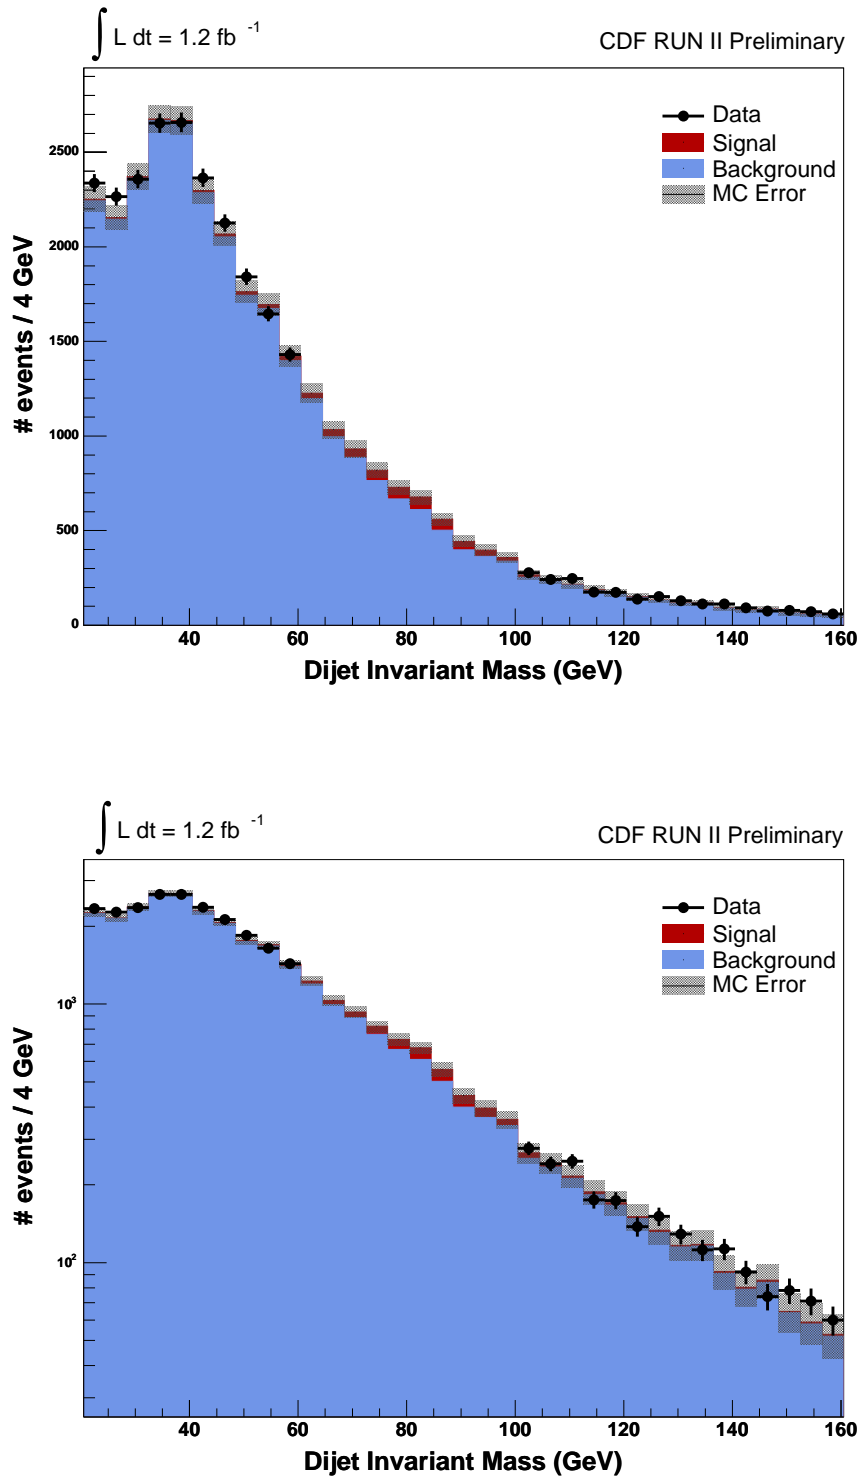 ∫ L dt = 1.2 fb -1 CDF RUN II Preliminary
Data
Signal
Background
MC Error
# events / 4 GeV
2500
2000
1500
1000
500
0
40 60 80 100 120 140 160
Dijet Invariant Mass (GeV)
∫ L dt = 1.2 fb -1 CDF RUN II Preliminary
Data
Signal
Background
MC Error
# events / 4 GeV
10³
10²
40 60 80 100 120 140 160
Dijet Invariant Mass (GeV)